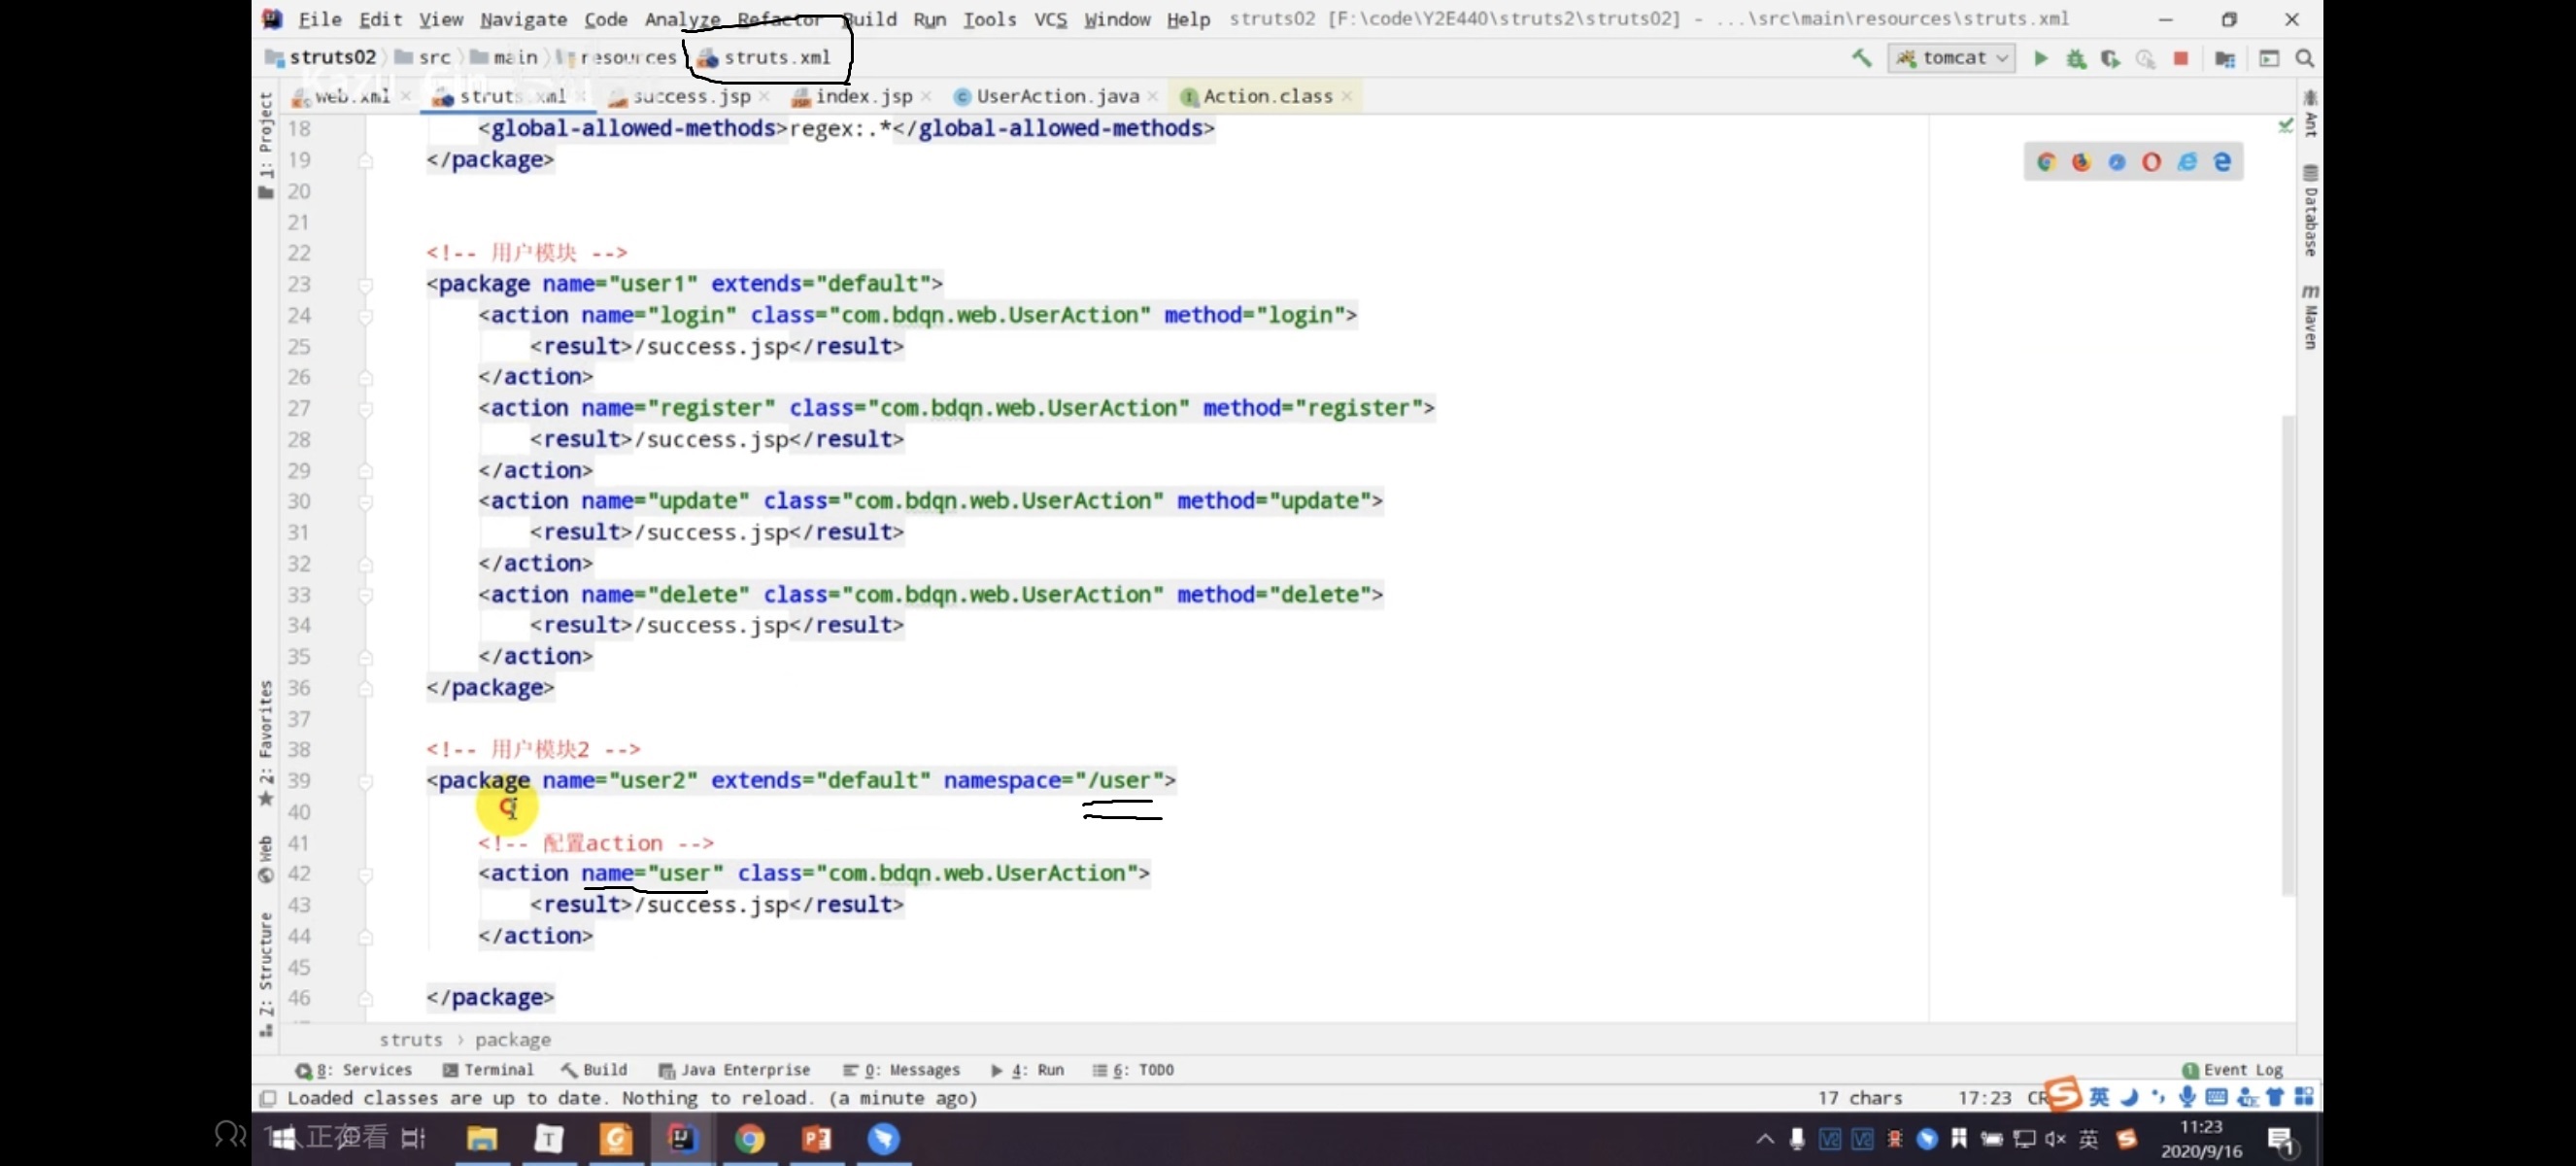 File Edit View Navigate Code Analyze Refactor Build Run Tools VCS Window Help struts02 [F:\code\Y2E440\struts2\struts02] - ...\src\main\resources\struts.xml
struts02 src main resources struts.xml
tomcat
web.xml struts.xml success.jsp index.jsp UserAction.java Action.class
1: Project
Ant
Database
Maven
18 <global-allowed-methods>regex:.*</global-allowed-methods>
19 </package>
20
21
22 <!-- 用户模块 -->
23 <package name="user1" extends="default">
24 <action name="login" class="com.bdqn.web.UserAction" method="login">
25 <result>/success.jsp</result>
26 </action>
27 <action name="register" class="com.bdqn.web.UserAction" method="register">
28 <result>/success.jsp</result>
29 </action>
30 <action name="update" class="com.bdqn.web.UserAction" method="update">
31 <result>/success.jsp</result>
32 </action>
33 <action name="delete" class="com.bdqn.web.UserAction" method="delete">
34 <result>/success.jsp</result>
35 </action>
36 </package>
37
38 <!-- 用户模块2 -->
39 <package name="user2" extends="default" namespace="/user">
40
41 <!-- 配置action -->
42 <action name="user" class="com.bdqn.web.UserAction">
43 <result>/success.jsp</result>
44 </action>
45
46 </package>
2: Favorites
Web
Z: Structure
struts › package
8: Services Terminal Build Java Enterprise 0: Messages 4: Run 6: TODO
Event Log
Loaded classes are up to date. Nothing to reload. (a minute ago)
17 chars 17:23
英
人正在看
英
11:23
2020/9/16